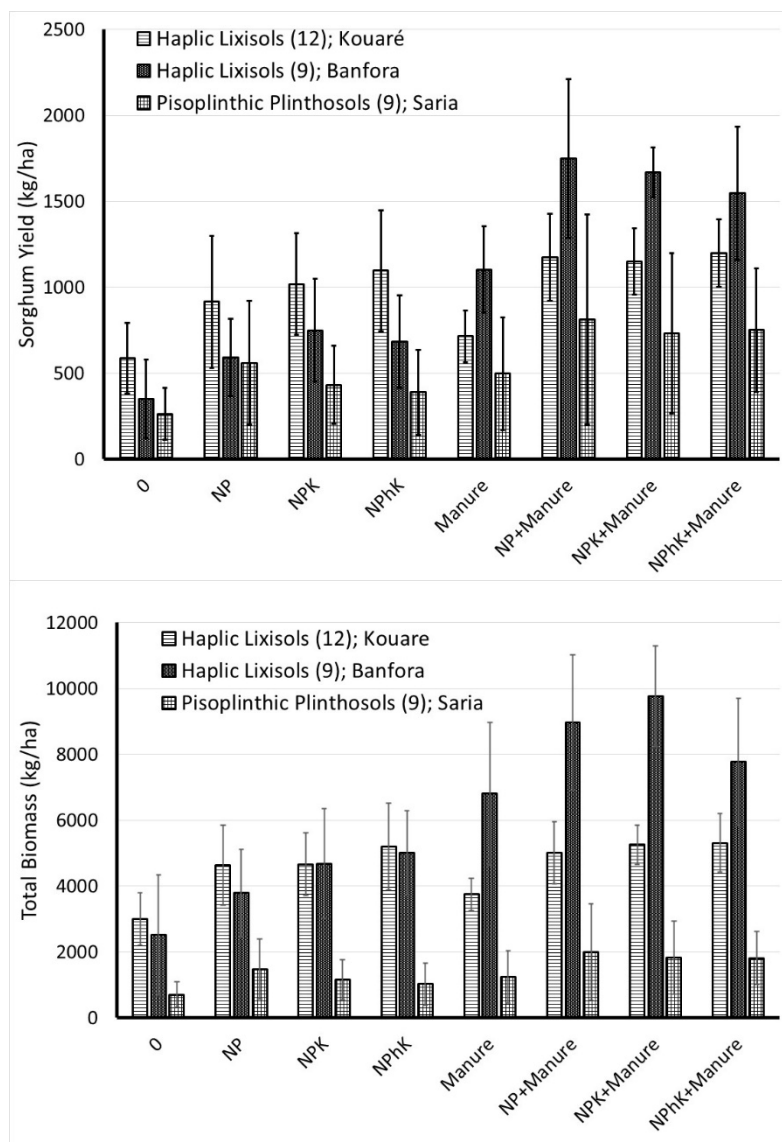 2500
2000
1500
1000
500
0
Sorghum Yield (kg/ha)
Haplic Lixisols (12); Kouaré
Haplic Lixisols (9); Banfora
Pisoplinthic Plinthosols (9); Saria
0
NP
NPK
NPhK
Manure
NP+Manure
NPK+Manure
NPhK+Manure
12000
10000
8000
6000
4000
2000
0
Total Biomass (kg/ha)
Haplic Lixisols (12); Kouare
Haplic Lixisols (9); Banfora
Pisoplinthic Plinthosols (9); Saria
0
NP
NPK
NPhK
Manure
NP+Manure
NPK+Manure
NPhK+Manure